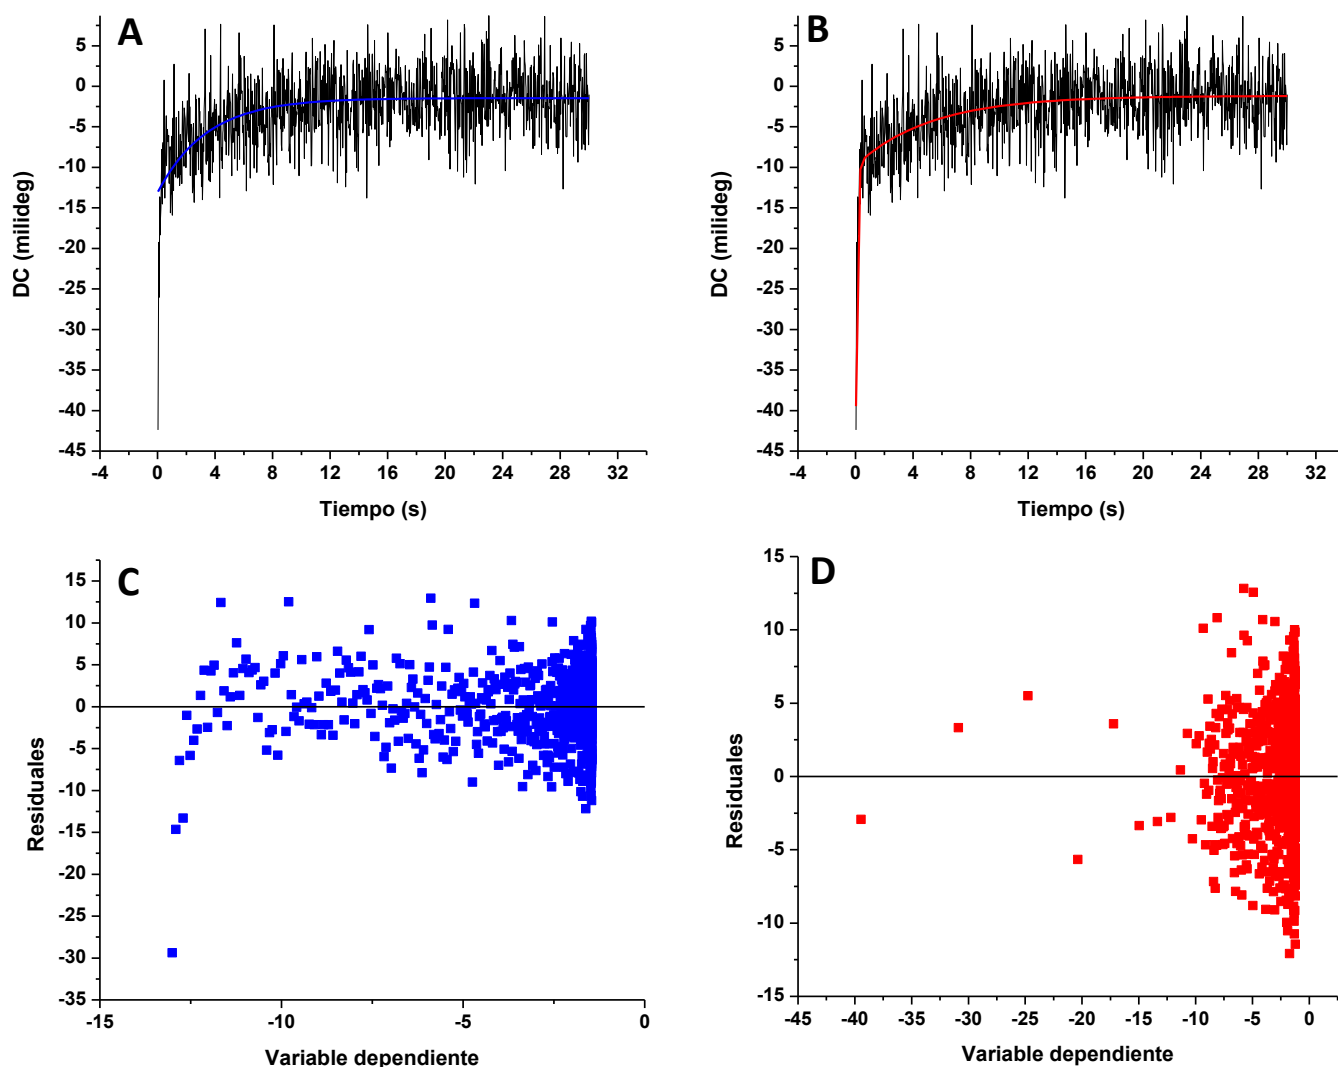 A
5
0
-5
-10
-15
-20
-25
-30
-35
-40
-45
DC (milideg)
-4 0 4 8 12 16 20 24 28 32
Tiempo (s)
B
5
0
-5
-10
-15
-20
-25
-30
-35
-40
-45
DC (milideg)
-4 0 4 8 12 16 20 24 28 32
Tiempo (s)
C
15
10
5
0
-5
-10
-15
-20
-25
-30
-35
Residuales
-15 -10 -5 0
Variable dependiente
D
15
10
5
0
-5
-10
-15
Residuales
-45 -40 -35 -30 -25 -20 -15 -10 -5 0
Variable dependiente